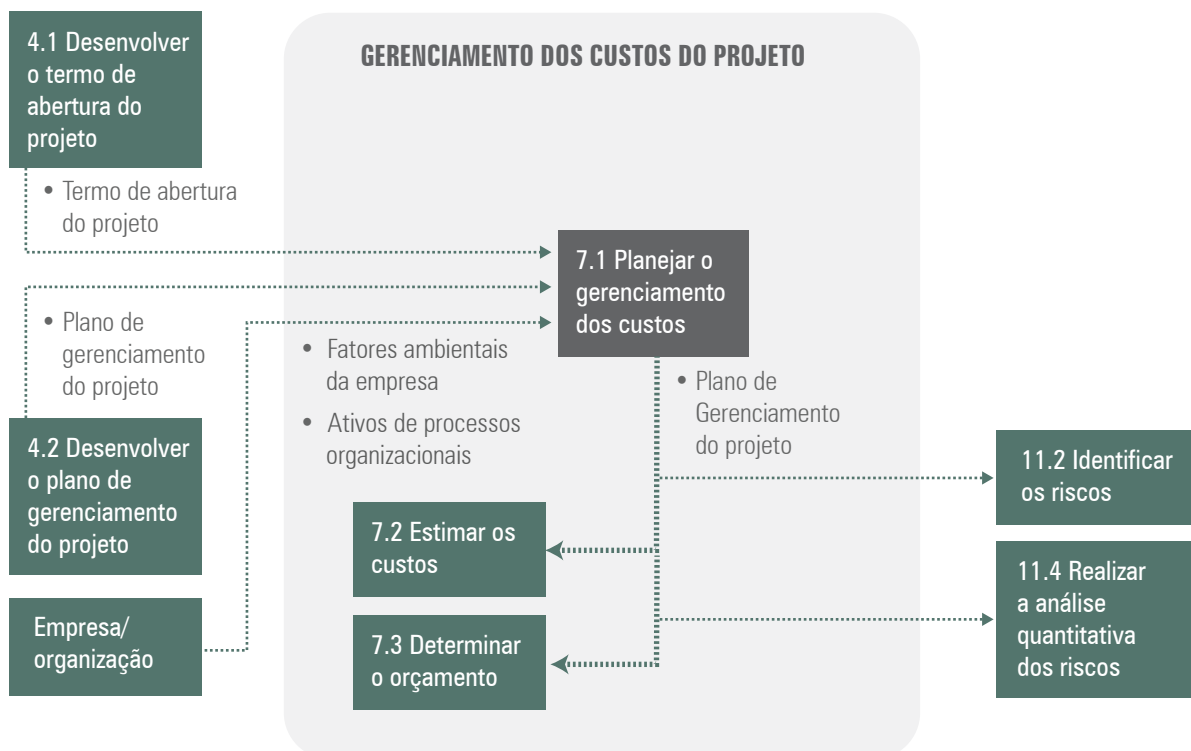 4.1 Desenvolver
o termo de
abertura do
projeto
GERENCIAMENTO DOS CUSTOS DO PROJETO
• Termo de abertura
do projeto
7.1 Planejar o
gerenciamento
dos custos
• Plano de
gerenciamento
do projeto
• Fatores ambientais
da empresa
• Ativos de processos
organizacionais
• Plano de
Gerenciamento
do projeto
4.2 Desenvolver
o plano de
gerenciamento
do projeto
11.2 Identificar
os riscos
7.2 Estimar os
custos
11.4 Realizar
a análise
quantitativa
dos riscos
Empresa/
organização
7.3 Determinar
o orçamento